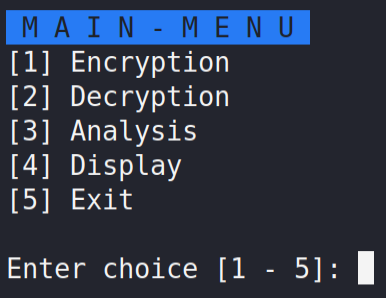 M A I N - M E N U
[1] Encryption
[2] Decryption
[3] Analysis
[4] Display
[5] Exit
Enter choice [1 - 5]: